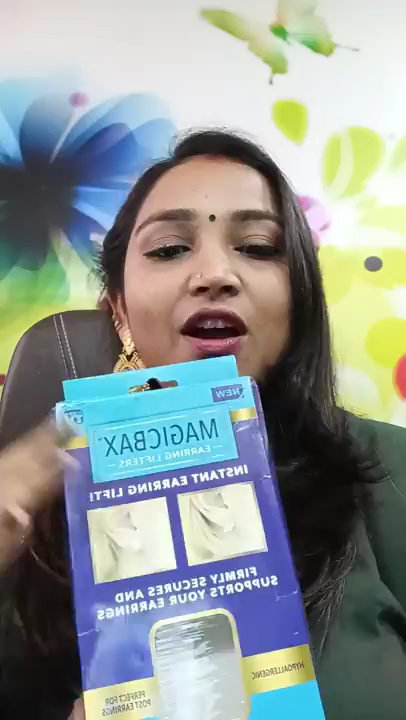 NEW
MAGICBAX
EARRING LIFTERS
INSTANT EARRING LIFT!
FIRMLY SECURES AND
SUPPORTS YOUR EARRINGS
HYPOALLERGENIC
PERFECT FOR
POST EARRINGS